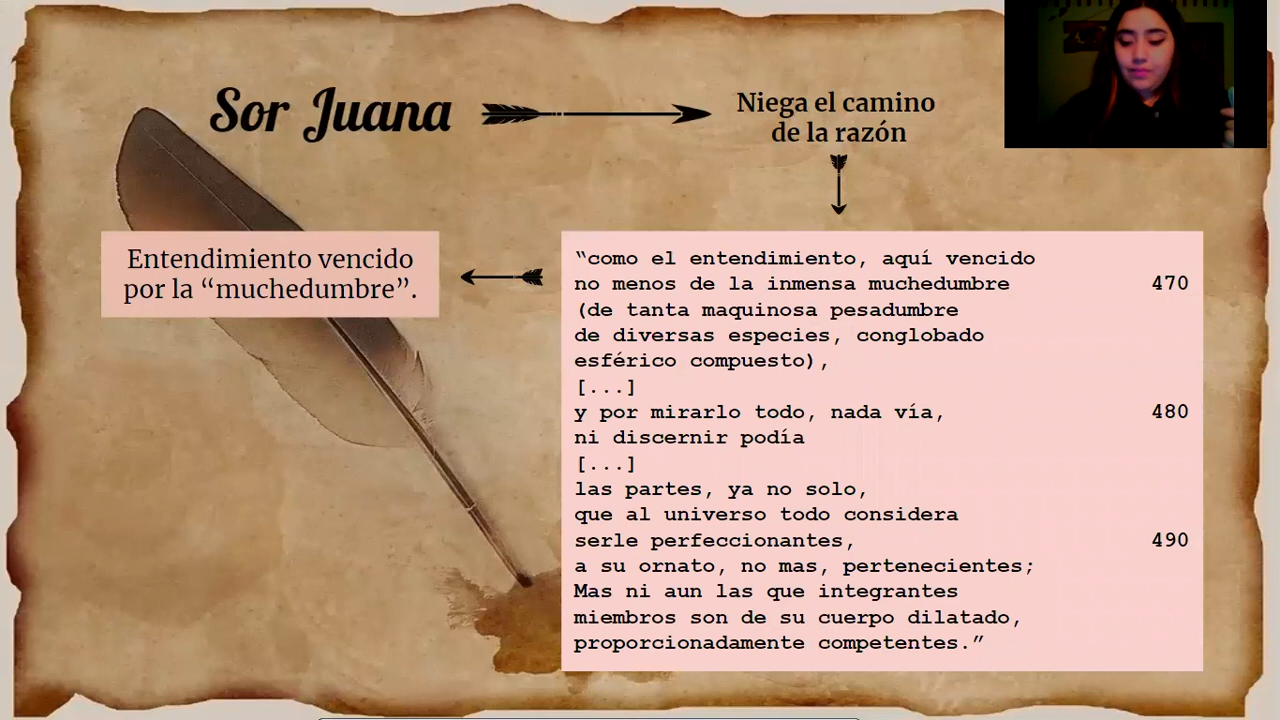 Sor Juana
Niega el camino
de la razón
Entendimiento vencido
por la “muchedumbre”.
“como el entendimiento, aquí vencido
no menos de la inmensa muchedumbre 470
(de tanta maquinosa pesadumbre
de diversas especies, conglobado
esférico compuesto),
[...]
y por mirarlo todo, nada vía, 480
ni discernir podía
[...]
las partes, ya no solo,
que al universo todo considera
serle perfeccionantes, 490
a su ornato, no mas, pertenecientes;
Mas ni aun las que integrantes
miembros son de su cuerpo dilatado,
proporcionadamente competentes.”